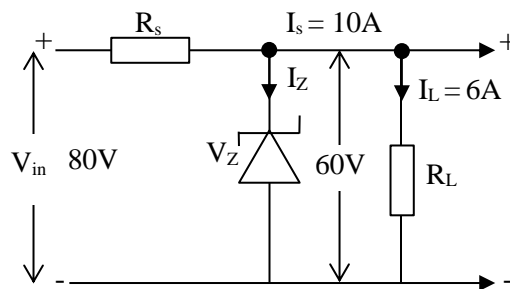 Rs Is = 10A
+ +
IZ IL = 6A
Vin 80V VZ 60V RL
- -